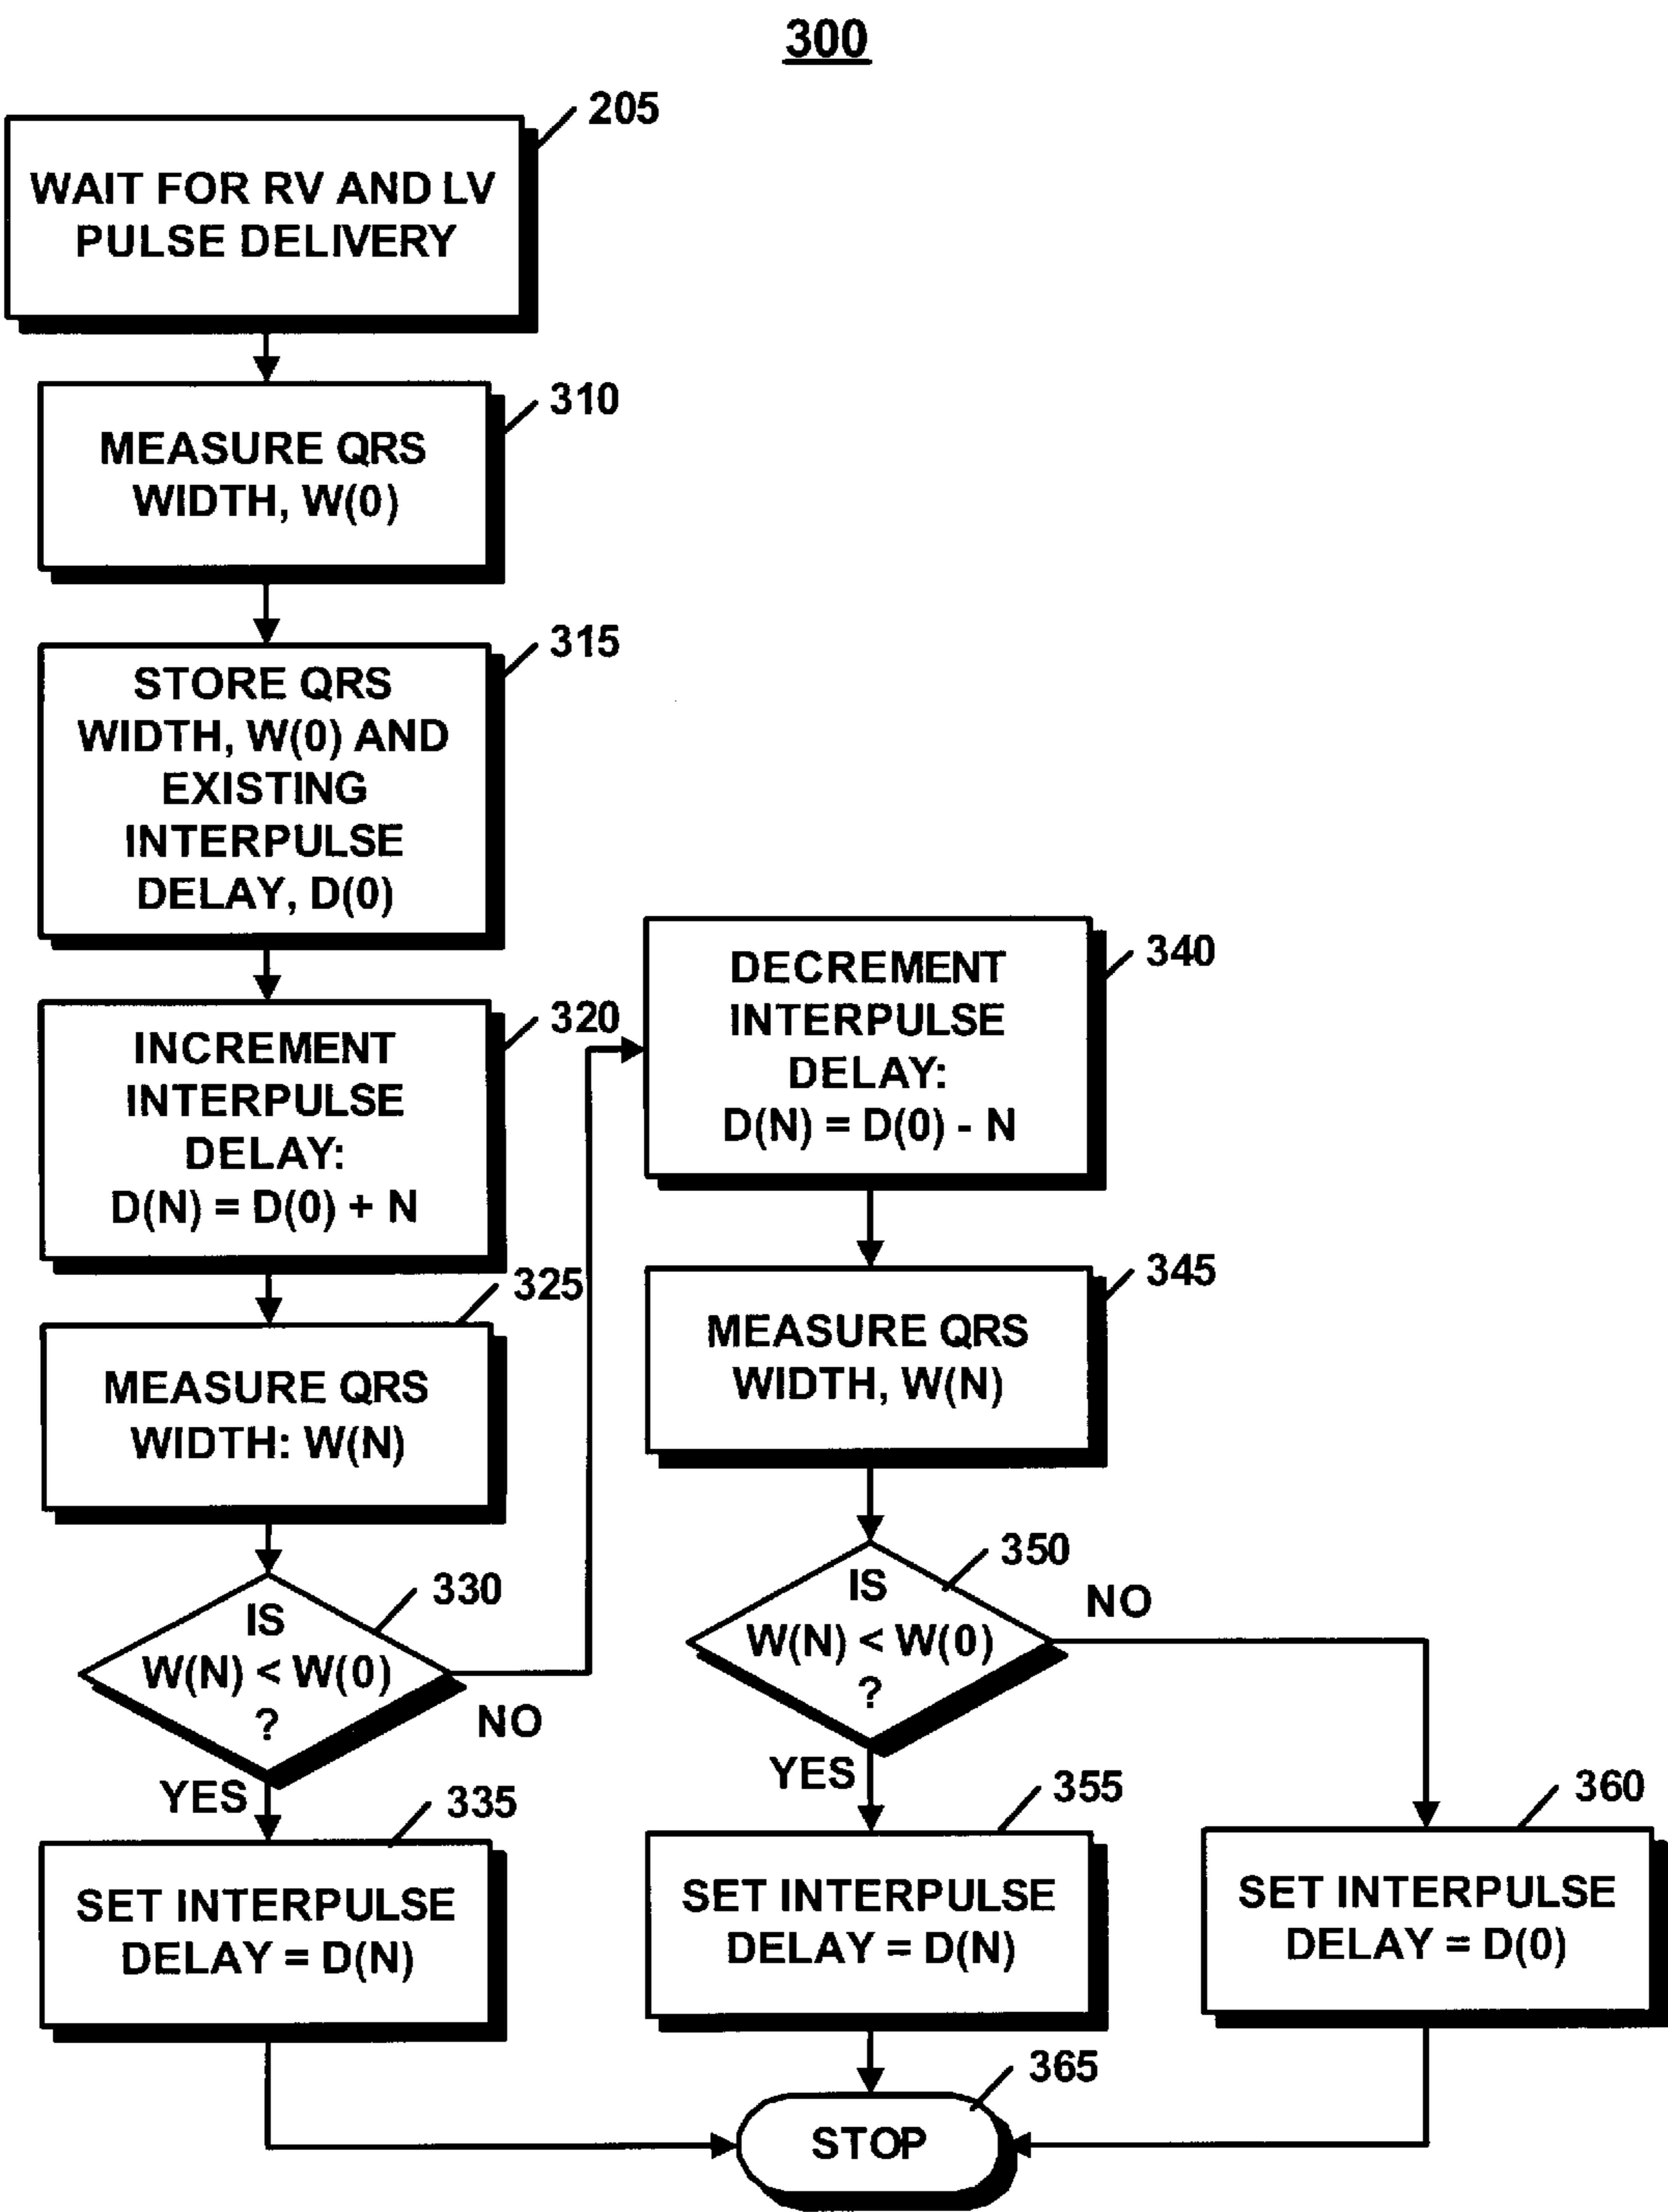 300
205
WAIT FOR RV AND LV
PULSE DELIVERY
310
MEASURE QRS
WIDTH, W(0)
315
STORE QRS
WIDTH, W(0) AND
EXISTING
INTERPULSE
DELAY, D(0)
320
INCREMENT
INTERPULSE
DELAY:
D(N) = D(0) + N
325
MEASURE QRS
WIDTH: W(N)
330
IS
W(N) < W(0)
?
NO
YES
335
SET INTERPULSE
DELAY = D(N)
340
DECREMENT
INTERPULSE
DELAY:
D(N) = D(0) - N
345
MEASURE QRS
WIDTH, W(N)
350
IS
W(N) < W(0)
?
NO
YES
355
SET INTERPULSE
DELAY = D(N)
360
SET INTERPULSE
DELAY = D(0)
365
STOP